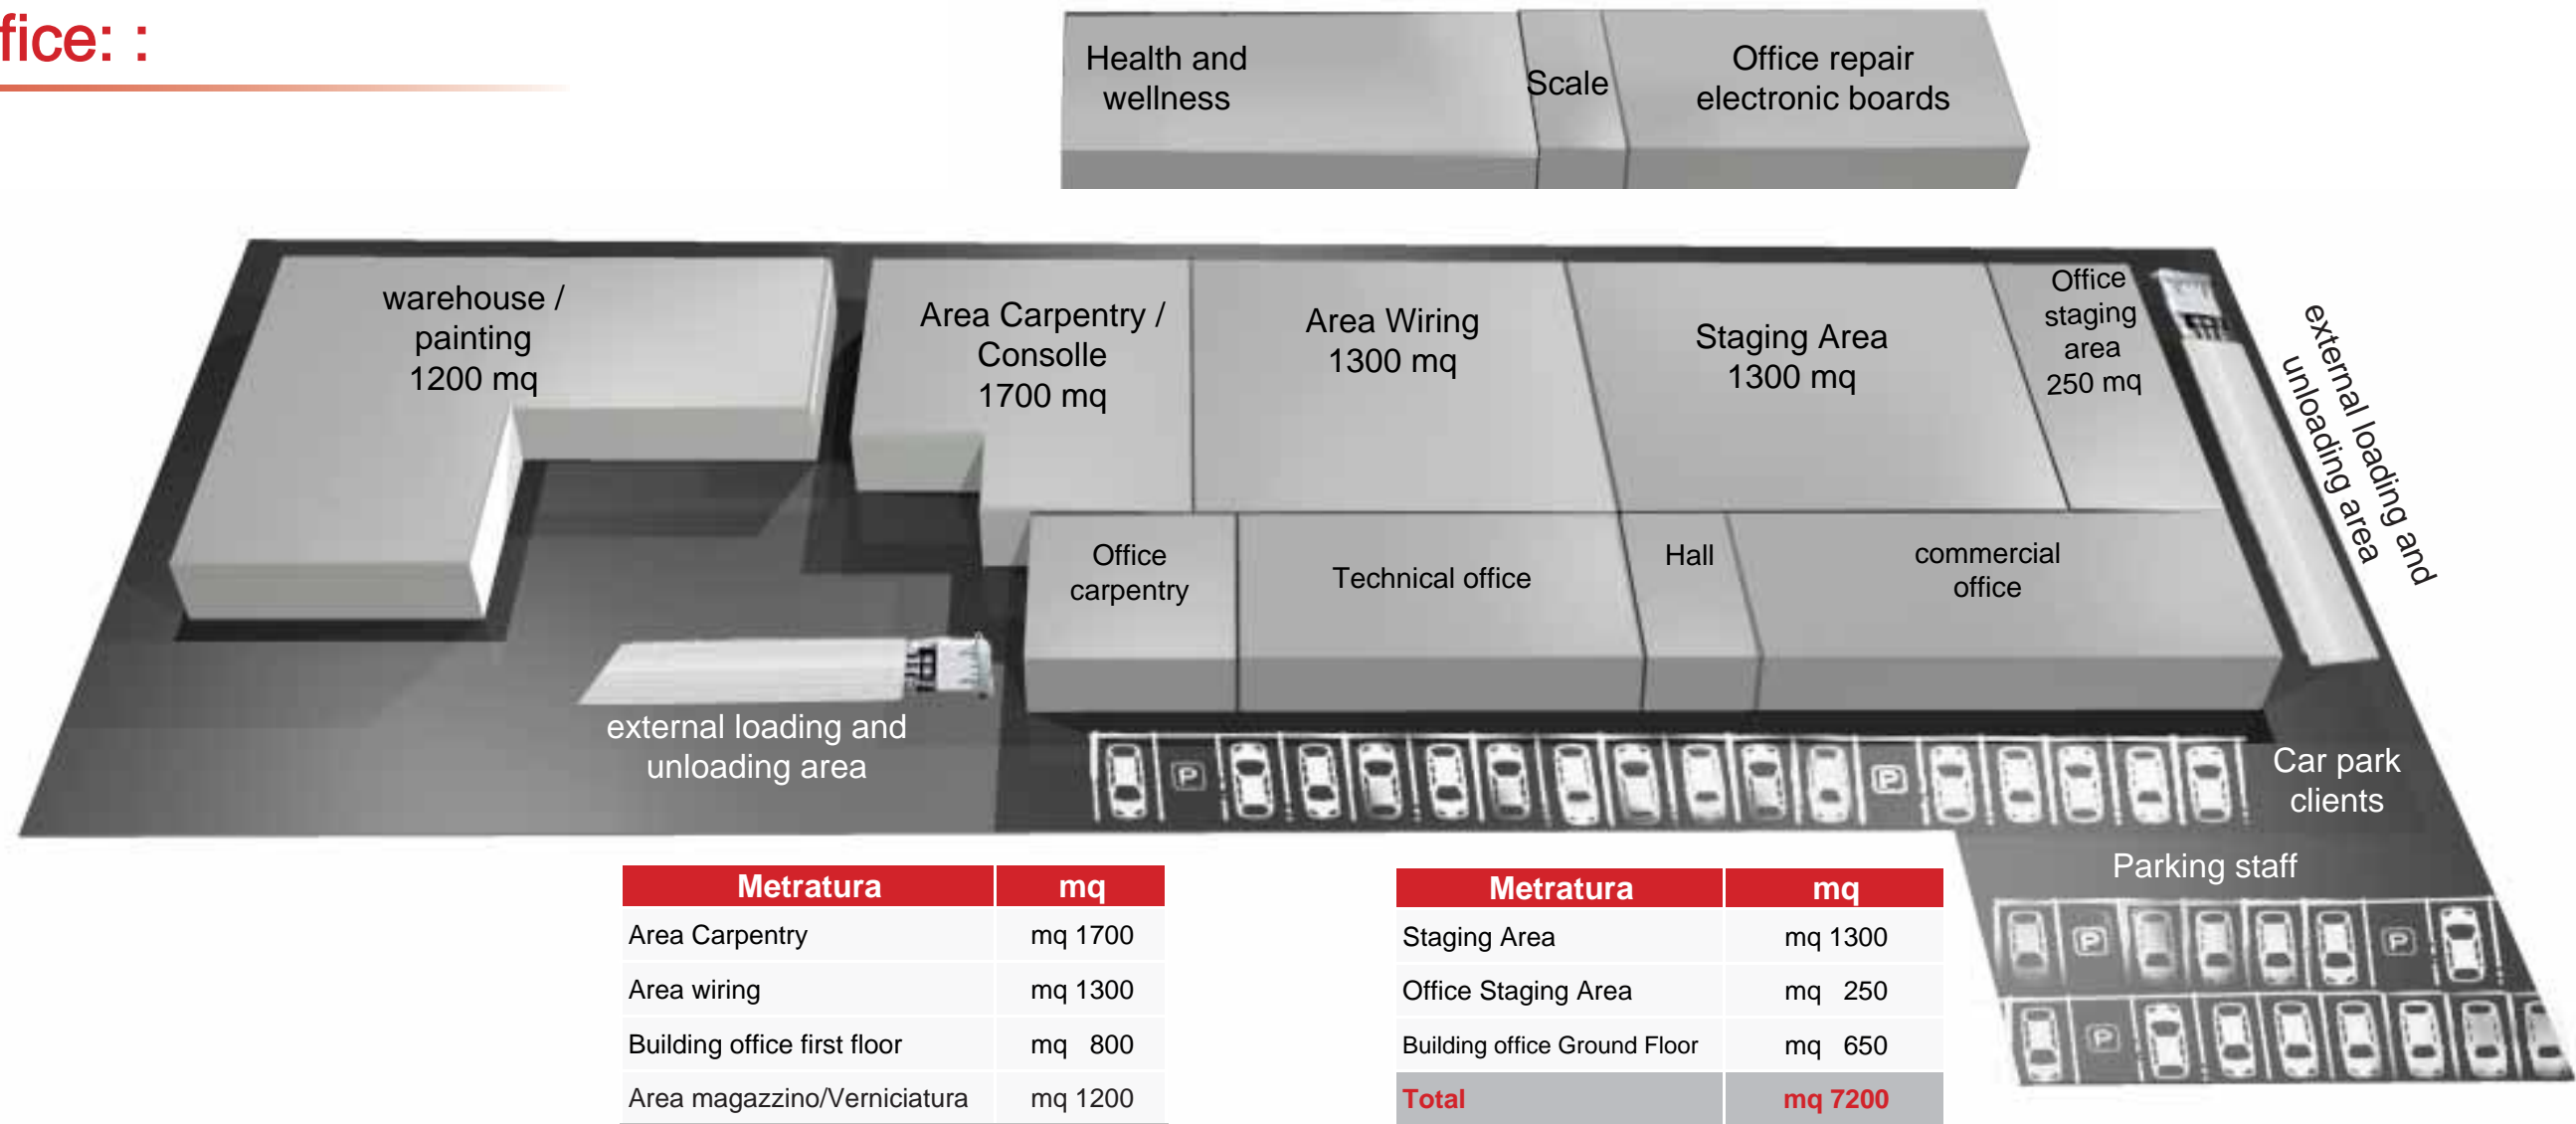 fice: :
Health and
wellness
Scale
Office repair
electronic boards
warehouse /
painting
1200 mq
Area Carpentry /
Consolle
1700 mq
Area Wiring
1300 mq
Staging Area
1300 mq
Office
staging
area
250 mq
external loading and
unloading area
Office
carpentry
Technical office
Hall
commercial
office
external loading and
unloading area
P
P
Car park
clients
Parking staff
P
P
P
Metratura mq
Area Carpentry mq 1700
Area wiring mq 1300
Building office first floor mq 800
Area magazzino/Verniciatura mq 1200
Metratura mq
Staging Area mq 1300
Office Staging Area mq 250
Building office Ground Floor mq 650
Total mq 7200